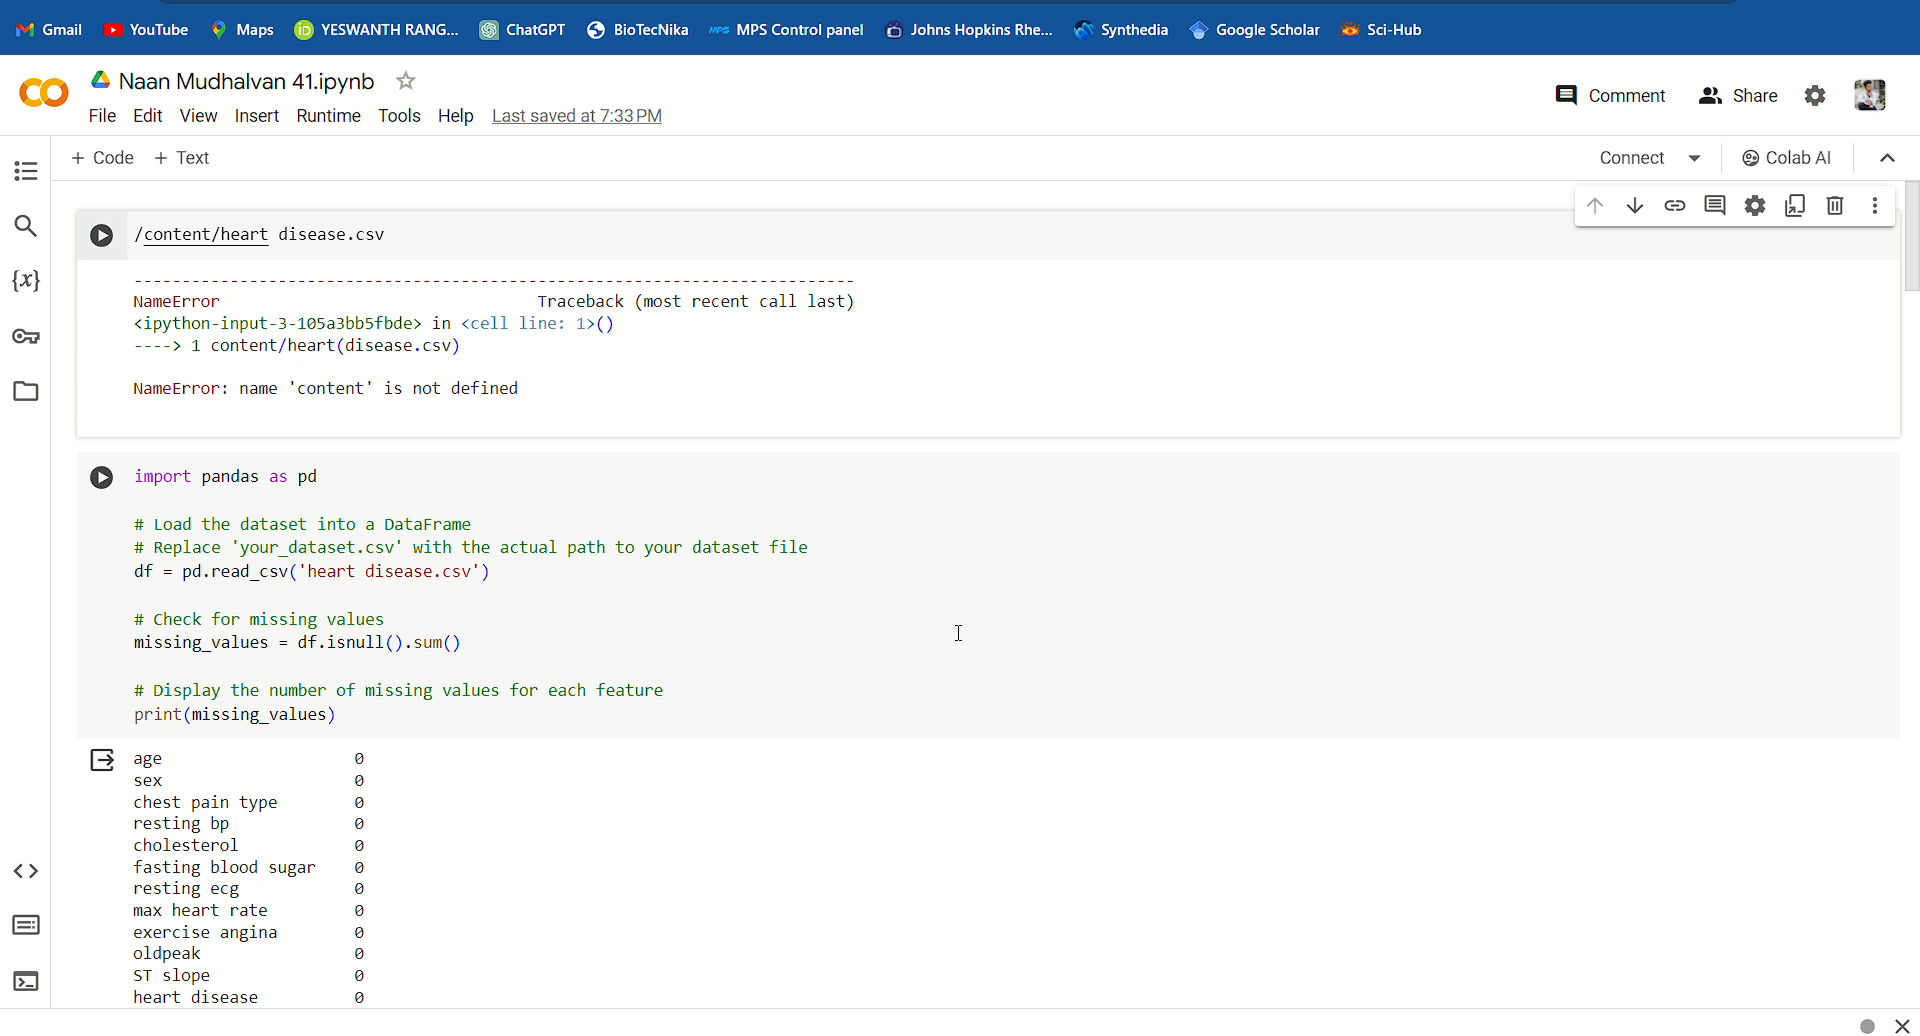 Gmail YouTube Maps YESWANTH RANG... ChatGPT BioTecNika MPS MPS Control panel Johns Hopkins Rhe... Synthedia Google Scholar Sci-Hub
Naan Mudhalvan 41.ipynb
Comment Share
File Edit View Insert Runtime Tools Help Last saved at 7:33 PM
+ Code + Text Connect Colab AI
/content/heart disease.csv
---------------------------------------------------------------------------
NameError                                 Traceback (most recent call last)
<ipython-input-3-105a3bb5fbde> in <cell line: 1>()
----> 1 content/heart(disease.csv)
NameError: name 'content' is not defined
import pandas as pd
# Load the dataset into a DataFrame
# Replace 'your_dataset.csv' with the actual path to your dataset file
df = pd.read_csv('heart disease.csv')
# Check for missing values
missing_values = df.isnull().sum()
# Display the number of missing values for each feature
print(missing_values)
age 0
sex 0
chest pain type 0
resting bp 0
cholesterol 0
fasting blood sugar 0
resting ecg 0
max heart rate 0
exercise angina 0
oldpeak 0
ST slope 0
heart disease 0